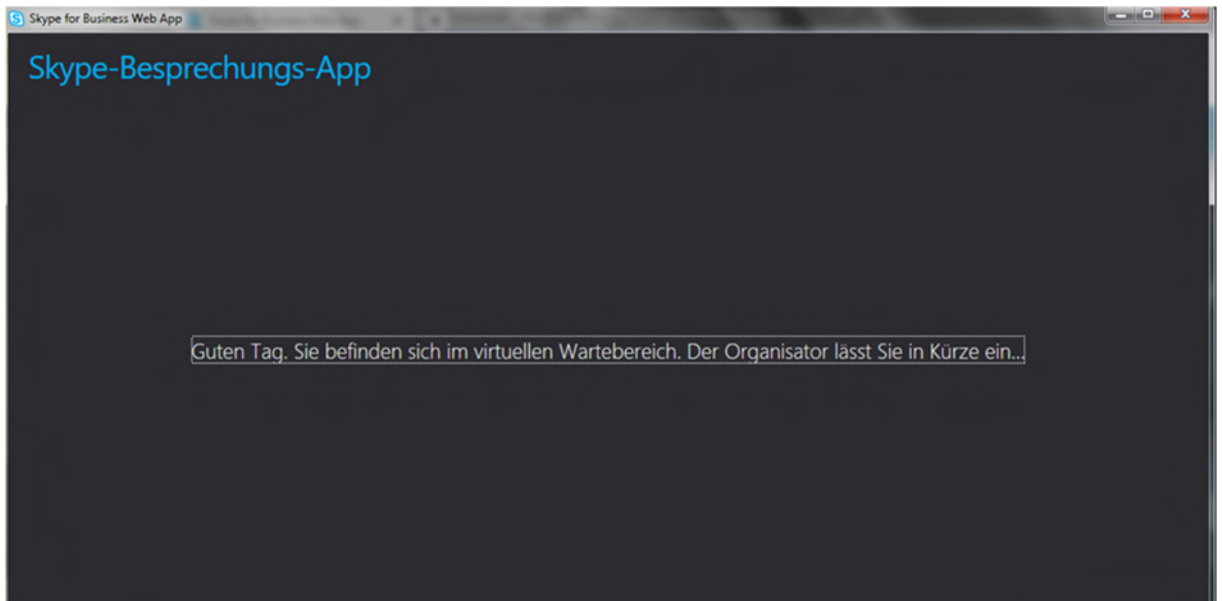 Skype for Business Web App
Skype-Besprechungs-App
Guten Tag. Sie befinden sich im virtuellen Wartebereich. Der Organisator lässt Sie in Kürze ein...